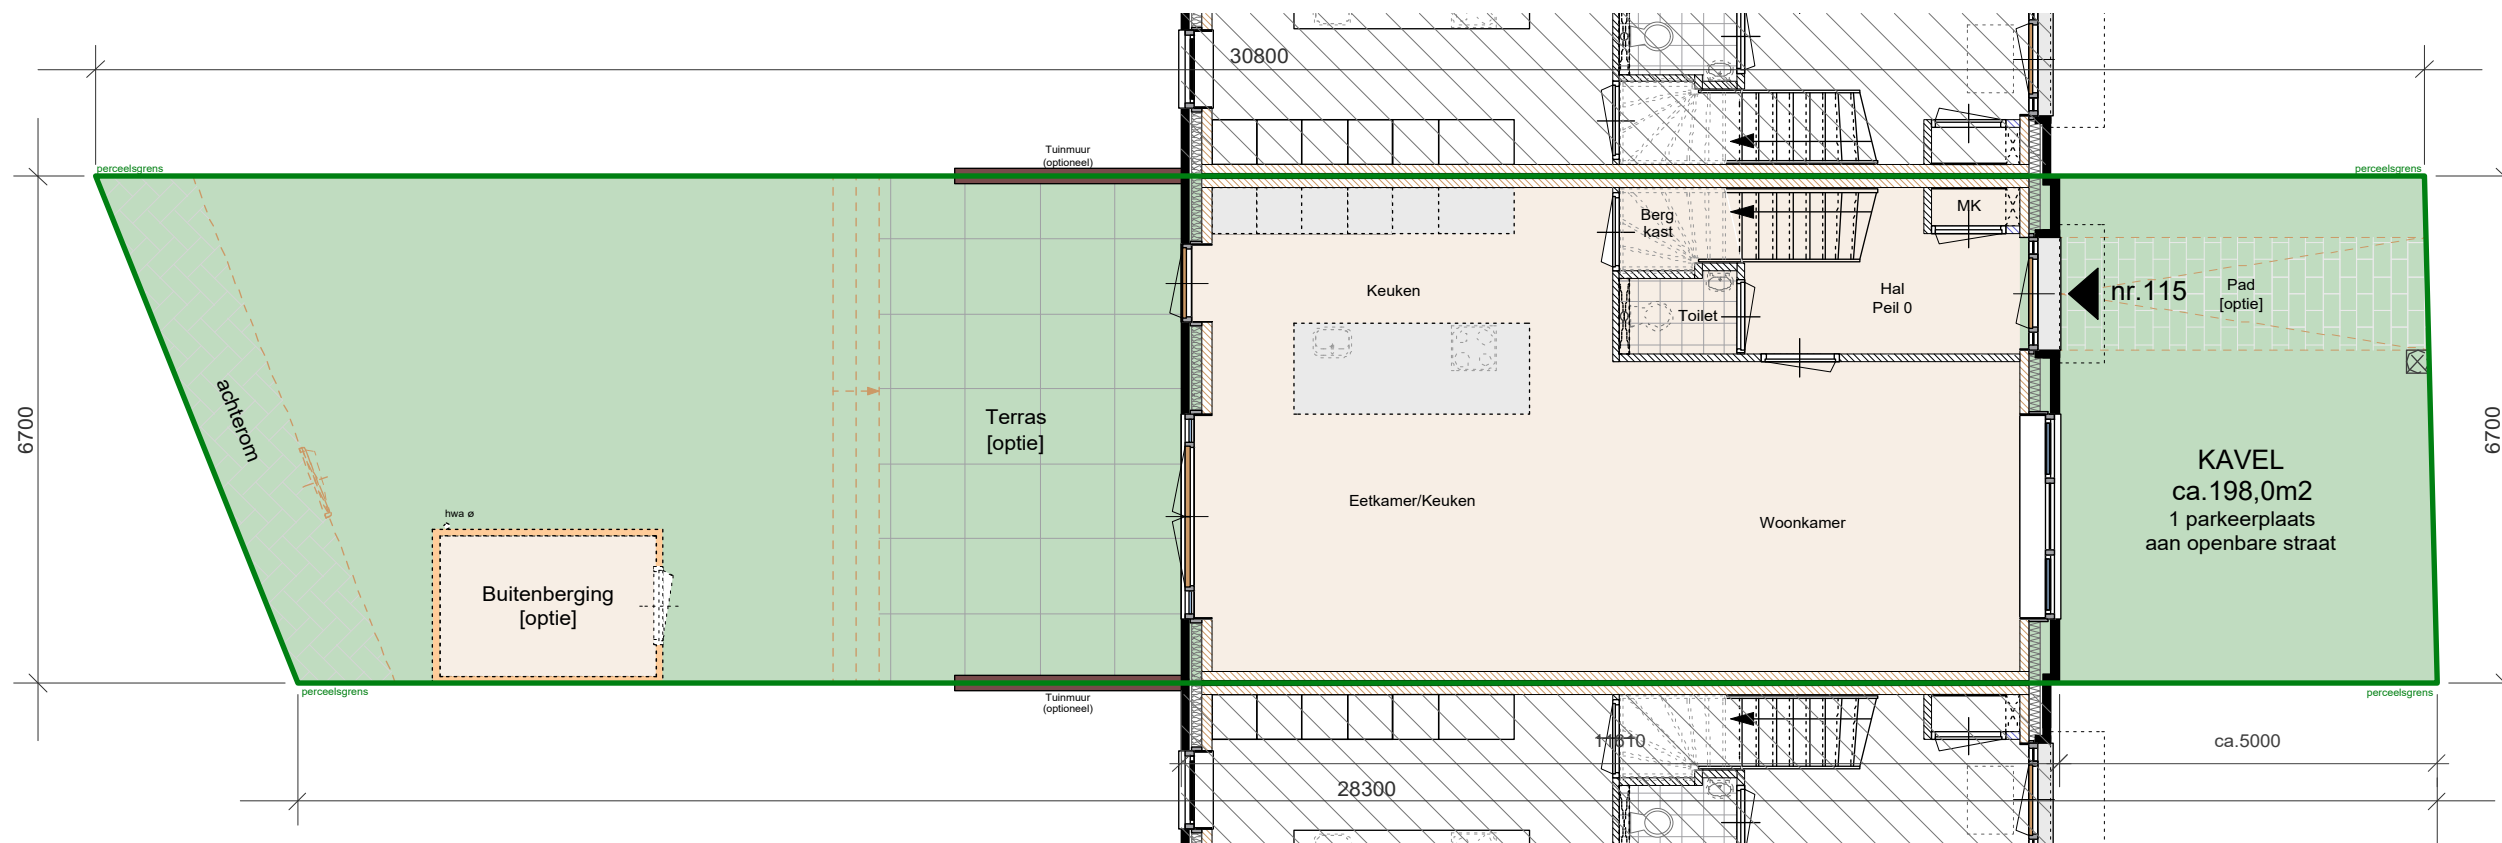 30800
perceelsgrens
Tuinmuur
(optioneel)
perceelsgrens
Berg
kast
MK
Keuken
Hal
Peil 0
Toilet
nr.115
Pad
[optie]
6700
achterom
Terras
[optie]
6700
KAVEL
ca.198,0m2
1 parkeerplaats
aan openbare straat
Eetkamer/Keuken
Woonkamer
hwa ø
Buitenberging
[optie]
perceelsgrens
Tuinmuur
(optioneel)
perceelsgrens
11610
ca.5000
28300